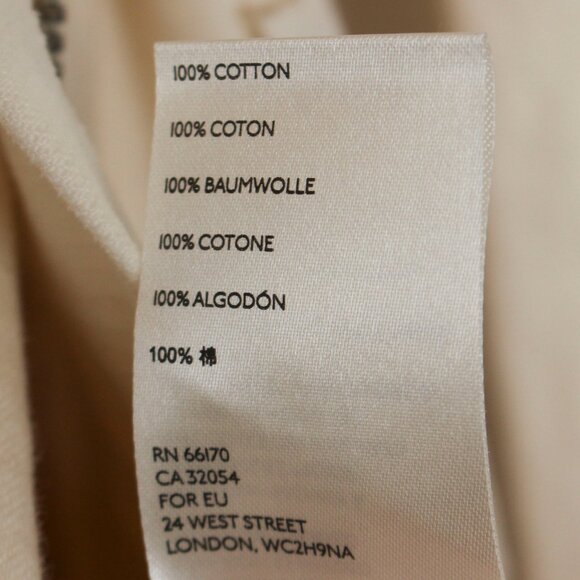 100% COTTON
100% COTON
100% BAUMWOLLE
100% COTONE
100% ALGODÓN
100% 棉
RN 66170
CA 32054
FOR EU
24 WEST STREET
LONDON, WC2H9NA